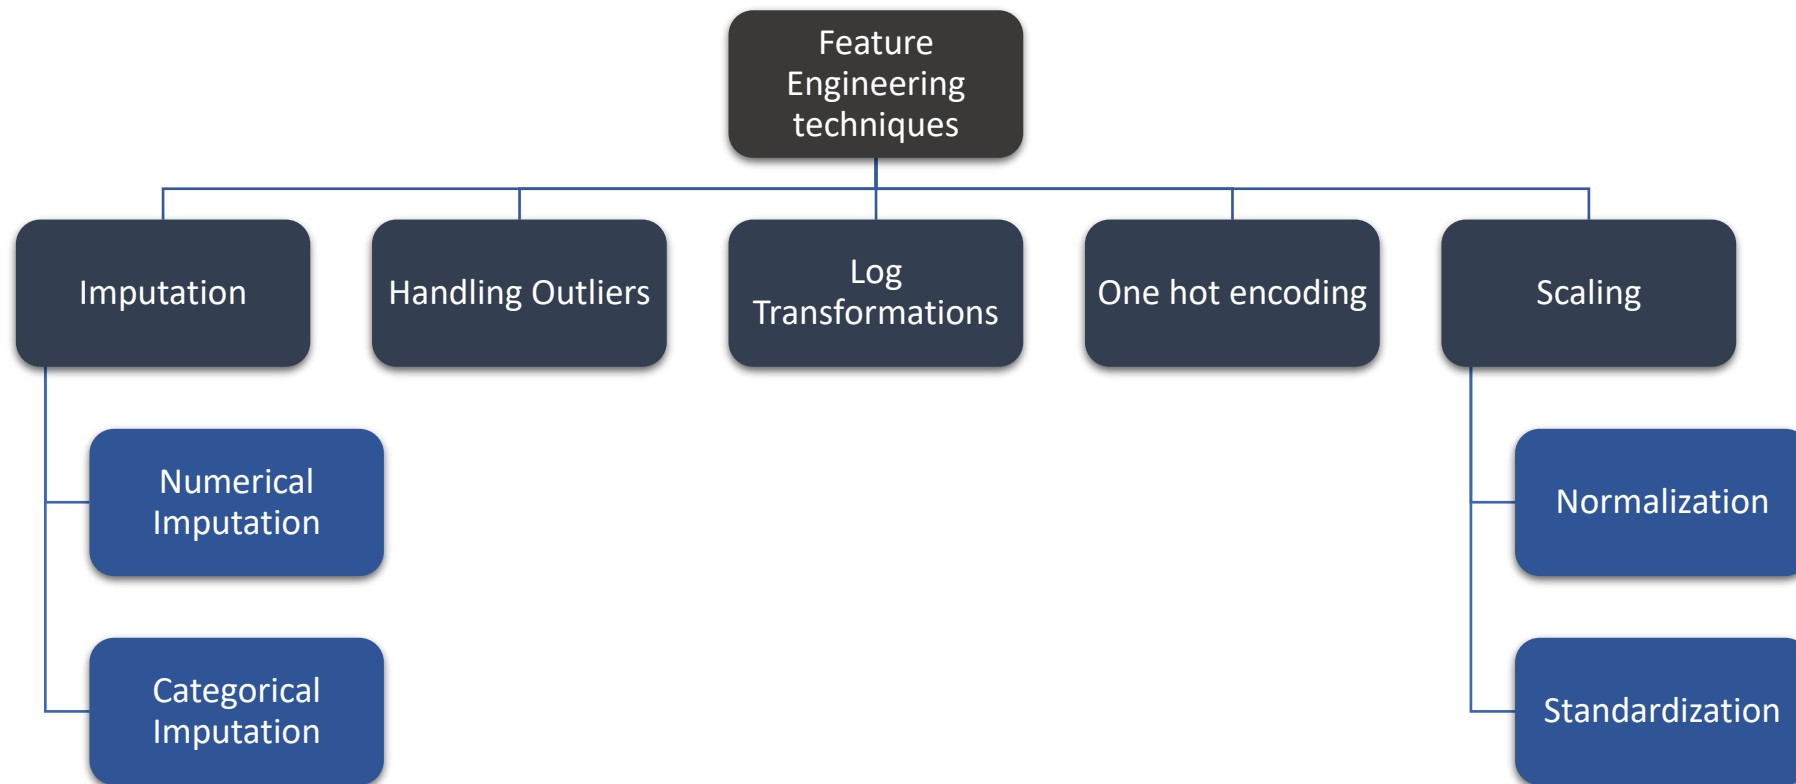 Feature
Engineering
techniques
Imputation
Handling Outliers
Log
Transformations
One hot encoding
Scaling
Numerical
Imputation
Normalization
Categorical
Imputation
Standardization